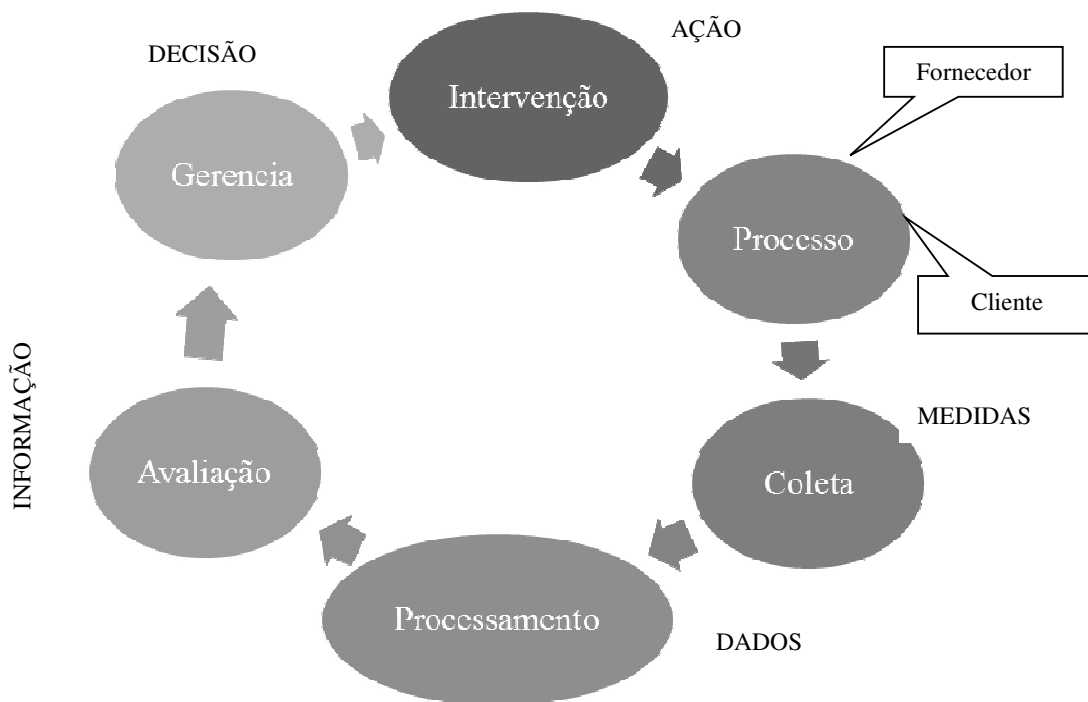 AÇÃO
DECISÃO
Intervenção
Fornecedor
Gerencia
Processo
Cliente
INFORMAÇÃO
MEDIDAS
Avaliação
Coleta
Processamento
DADOS